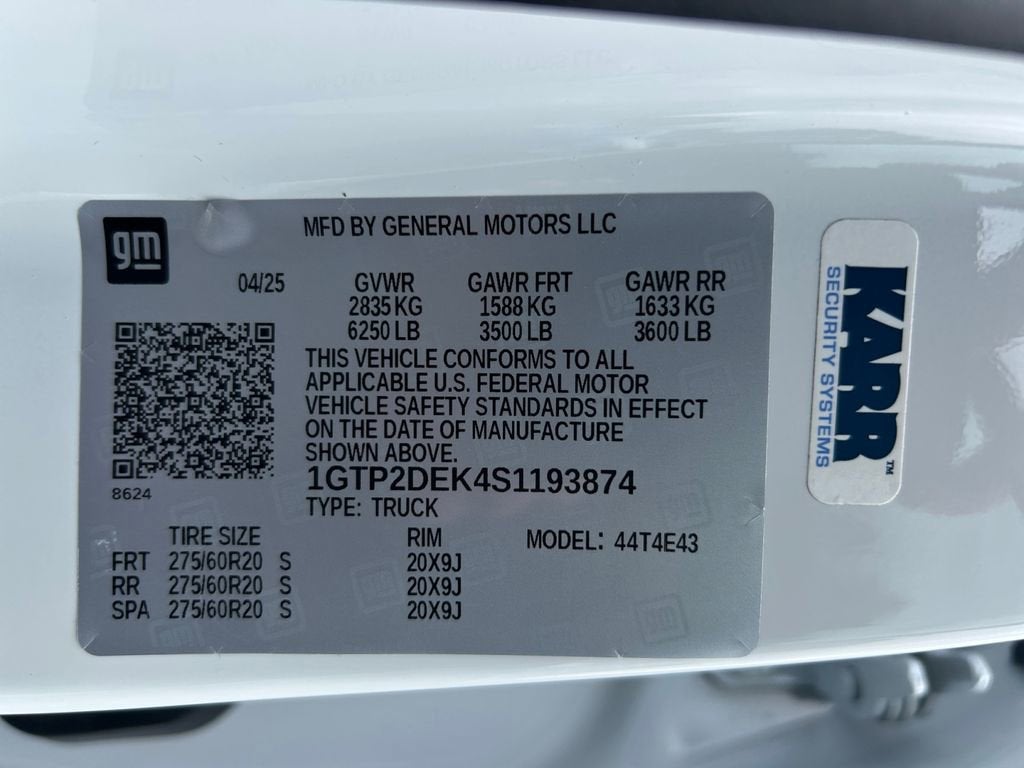 gm
MFD BY GENERAL MOTORS LLC
04/25 GVWR GAWR FRT GAWR RR
2835 KG 1588 KG 1633 KG
6250 LB 3500 LB 3600 LB
THIS VEHICLE CONFORMS TO ALL
APPLICABLE U.S. FEDERAL MOTOR
VEHICLE SAFETY STANDARDS IN EFFECT
ON THE DATE OF MANUFACTURE
SHOWN ABOVE.
1GTP2DEK4S1193874
8624
TYPE: TRUCK
TIRE SIZE RIM MODEL: 44T4E43
FRT 275/60R20 S 20X9J
RR 275/60R20 S 20X9J
SPA 275/60R20 S 20X9J
KARR™
SECURITY SYSTEMS